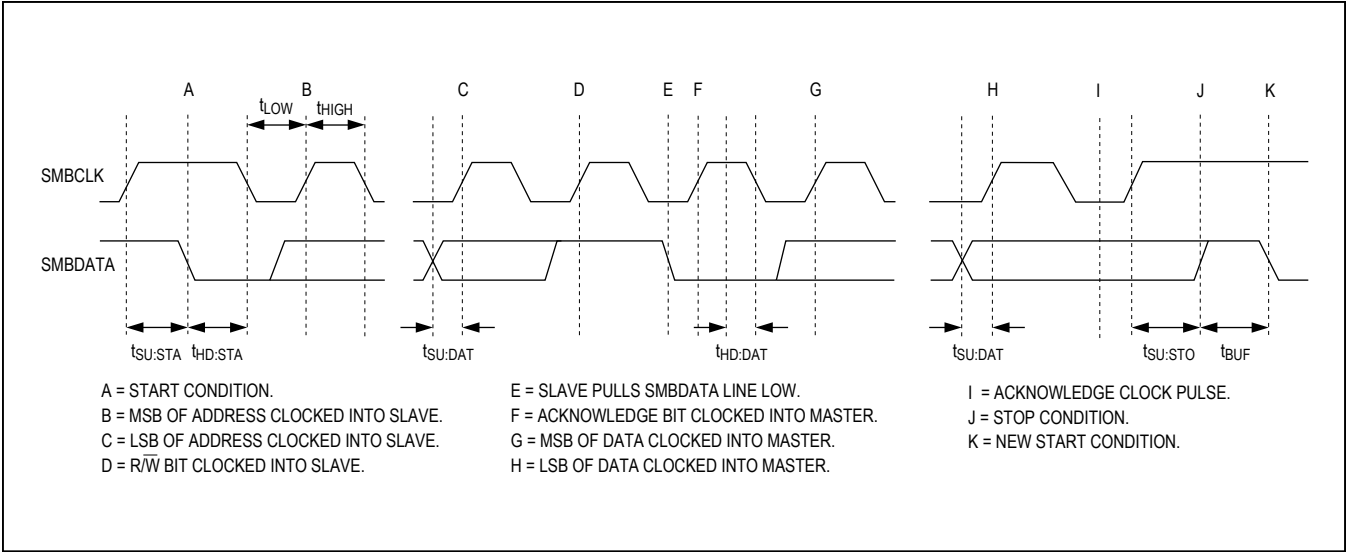 A B C D E F G H I J K
tLOW tHIGH
SMBCLK
SMBDATA
tSU:STA tHD:STA tSU:DAT tHD:DAT tSU:DAT tSU:STO tBUF
A = START CONDITION.
B = MSB OF ADDRESS CLOCKED INTO SLAVE.
C = LSB OF ADDRESS CLOCKED INTO SLAVE.
D = R/W̅ BIT CLOCKED INTO SLAVE.
E = SLAVE PULLS SMBDATA LINE LOW.
F = ACKNOWLEDGE BIT CLOCKED INTO MASTER.
G = MSB OF DATA CLOCKED INTO MASTER.
H = LSB OF DATA CLOCKED INTO MASTER.
I = ACKNOWLEDGE CLOCK PULSE.
J = STOP CONDITION.
K = NEW START CONDITION.